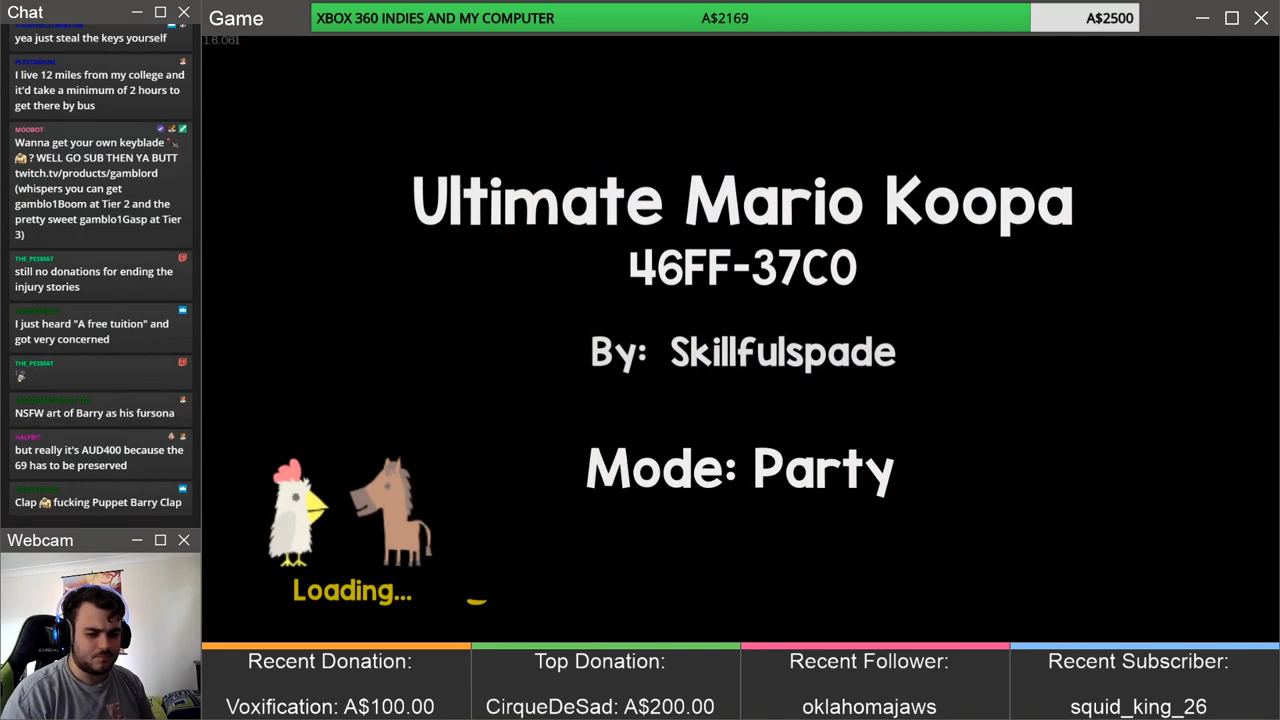 Chat
Game
XBOX 360 INDIES AND MY COMPUTER
A$2169
A$2500
1.6.061
yea just steal the keys yourself
I live 12 miles from my college and
it'd take a minimum of 2 hours to
get there by bus
MOOBOT
Wanna get your own keyblade
? WELL GO SUB THEN YA BUTT
twitch.tv/products/gamblord
(whispers you can get
gamblo1Boom at Tier 2 and the
pretty sweet gamblo1Gasp at Tier
3)
THE_PESMAT
still no donations for ending the
injury stories
I just heard "A free tuition" and
got very concerned
THE_PESMAT
NSFW art of Barry as his fursona
HALFBIT
but really it's AUD400 because the
69 has to be preserved
Clap fucking Puppet Barry Clap
Ultimate Mario Koopa
46FF-37C0
By: Skillfulspade
Mode: Party
Loading...
Webcam
Recent Donation:
Voxification: A$100.00
Top Donation:
CirqueDeSad: A$200.00
Recent Follower:
oklahomajaws
Recent Subscriber:
squid_king_26